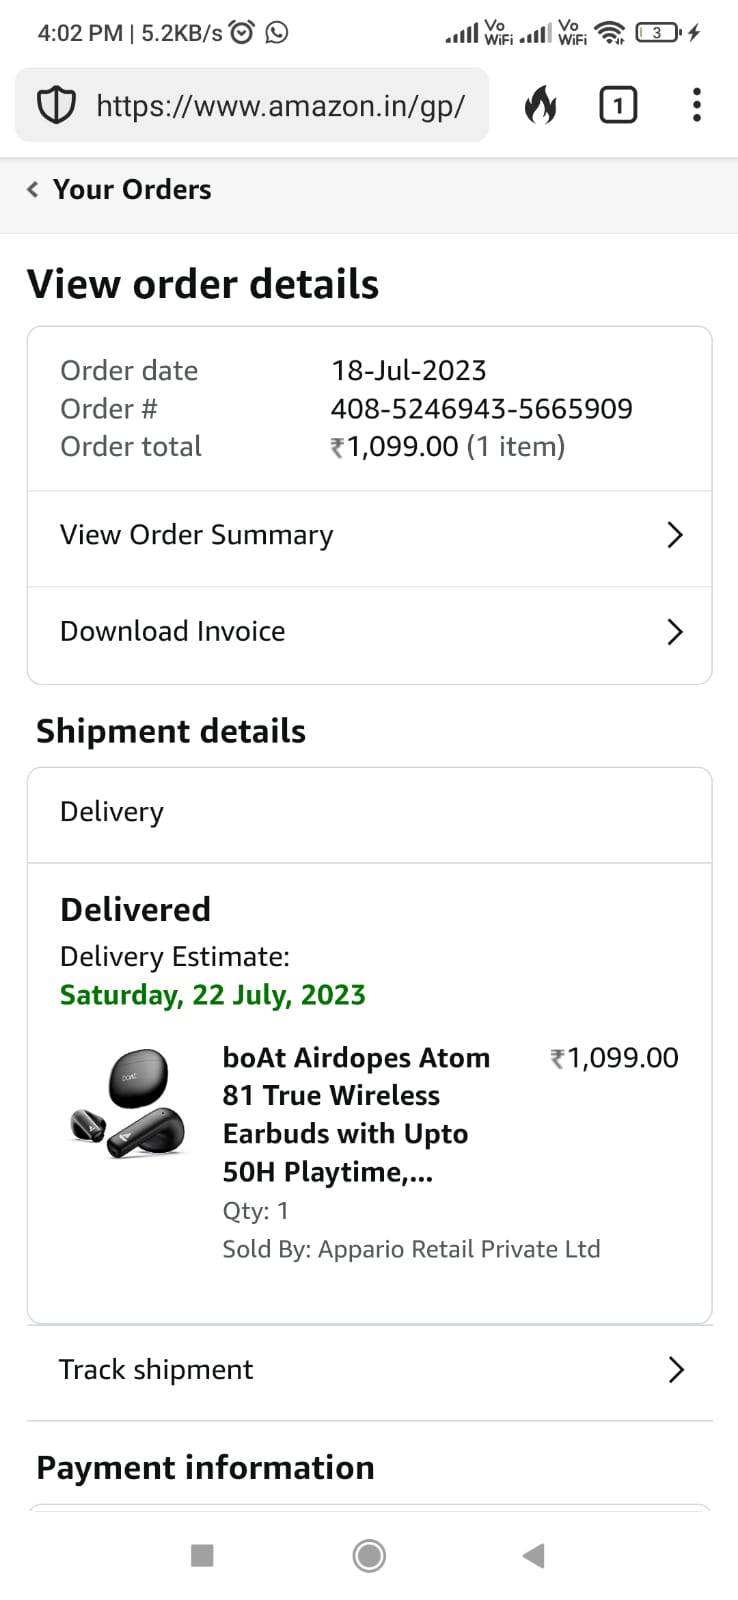 4:02 PM | 5.2KB/s
Vo WiFi Vo WiFi 3
https://www.amazon.in/gp/
1
Your Orders
View order details
Order date 18-Jul-2023
Order # 408-5246943-5665909
Order total ₹1,099.00 (1 item)
View Order Summary
Download Invoice
Shipment details
Delivery
Delivered
Delivery Estimate:
Saturday, 22 July, 2023
boAt Airdopes Atom ₹1,099.00
81 True Wireless
Earbuds with Upto
50H Playtime,...
Qty: 1
Sold By: Appario Retail Private Ltd
Track shipment
Payment information